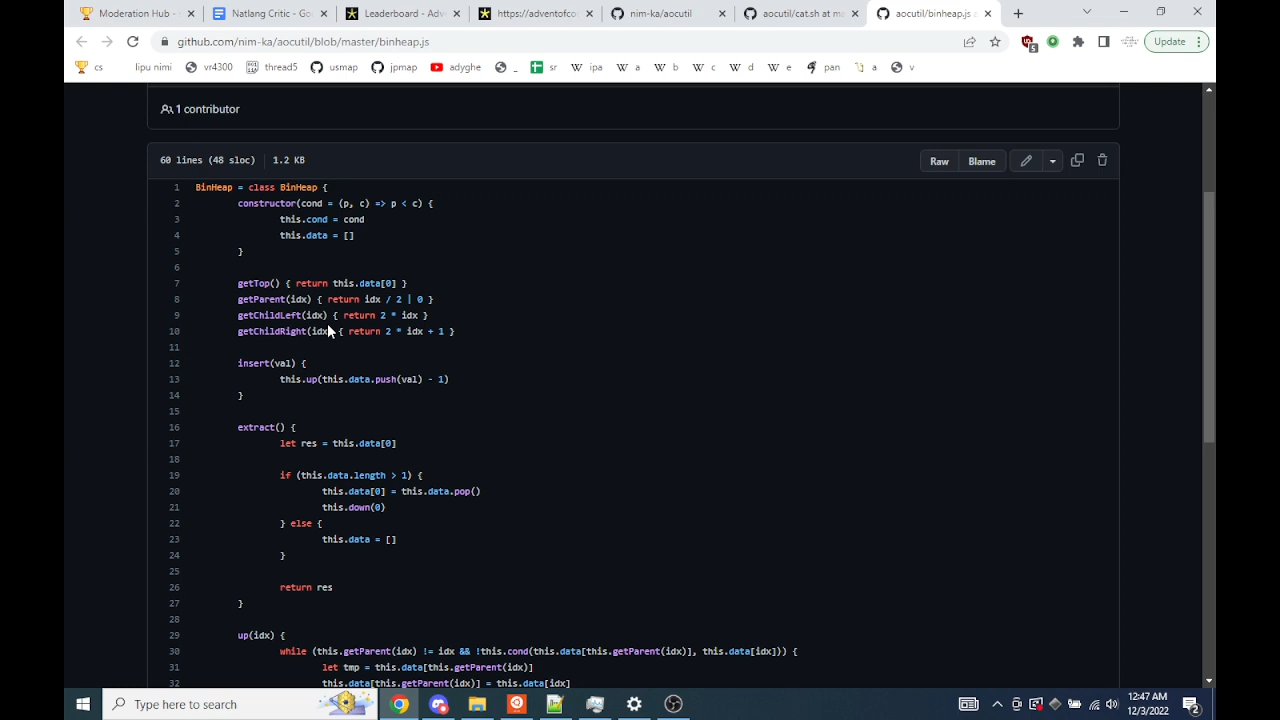 Moderation Hub -
Natlang Critic - Go
Leaderboard - Adv
https://adventofco
nim-ka/aocutil
aocutil/cat.sh at ma
aocutil/binheap.js a
github.com/nim-ka/aocutil/blob/master/binheap.js
5
Update
cs
lipu nimi
vr4300
thread5
usmap
jpmap
adyghe
_
sr
ipa
a
b
c
d
e
pan
a
v
1 contributor
60 lines (48 sloc) 1.2 KB
Raw
Blame
1 BinHeap = class BinHeap {
2 constructor(cond = (p, c) => p < c) {
3 this.cond = cond
4 this.data = []
5 }
6
7 getTop() { return this.data[0] }
8 getParent(idx) { return idx / 2 | 0 }
9 getChildLeft(idx) { return 2 * idx }
10 getChildRight(idx) { return 2 * idx + 1 }
11
12 insert(val) {
13 this.up(this.data.push(val) - 1)
14 }
15
16 extract() {
17 let res = this.data[0]
18
19 if (this.data.length > 1) {
20 this.data[0] = this.data.pop()
21 this.down(0)
22 } else {
23 this.data = []
24 }
25
26 return res
27 }
28
29 up(idx) {
30 while (this.getParent(idx) != idx && !this.cond(this.data[this.getParent(idx)], this.data[idx])) {
31 let tmp = this.data[this.getParent(idx)]
32 this.data[this.getParent(idx)] = this.data[idx]
Type here to search
12:47 AM
12/3/2022
2